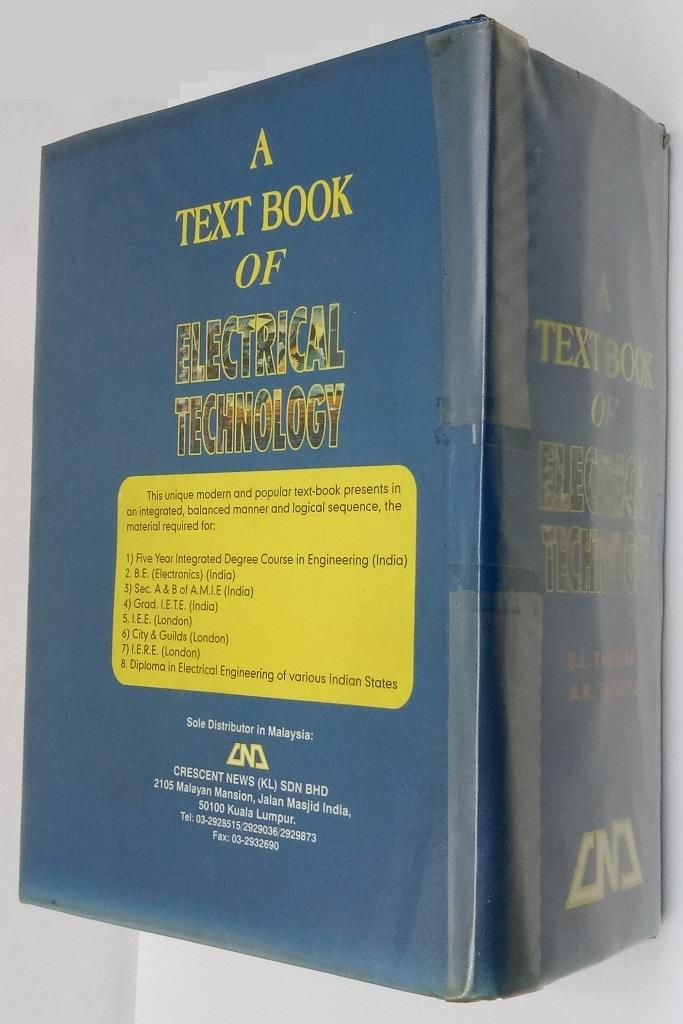 A
TEXT BOOK
OF
ELECTRICAL
TECHNOLOGY
This unique modern and popular text-book presents in
an integrated, balanced manner and logical sequence, the
material required for:
1) Five Year Integrated Degree Course in Engineering (India)
2. B.E. (Electronics) (India)
3) Sec. A & B of A.M.I.E (India)
4) Grad. I.E.T.E. (India)
5. I.E.E. (London)
6) City & Guilds (London)
7) I.E.R.E. (London)
8. Diploma in Electrical Engineering of various Indian States
Sole Distributor in Malaysia:
CNC
CRESCENT NEWS (KL) SDN BHD
2105 Malayan Mansion, Jalan Masjid India,
50100 Kuala Lumpur.
Tel: 03-2928515/2929036/2929873
Fax: 03-2932690
A
TEXT BOOK
OF
ELECTRICAL
TECHNOLOGY
B.L.
A.K.